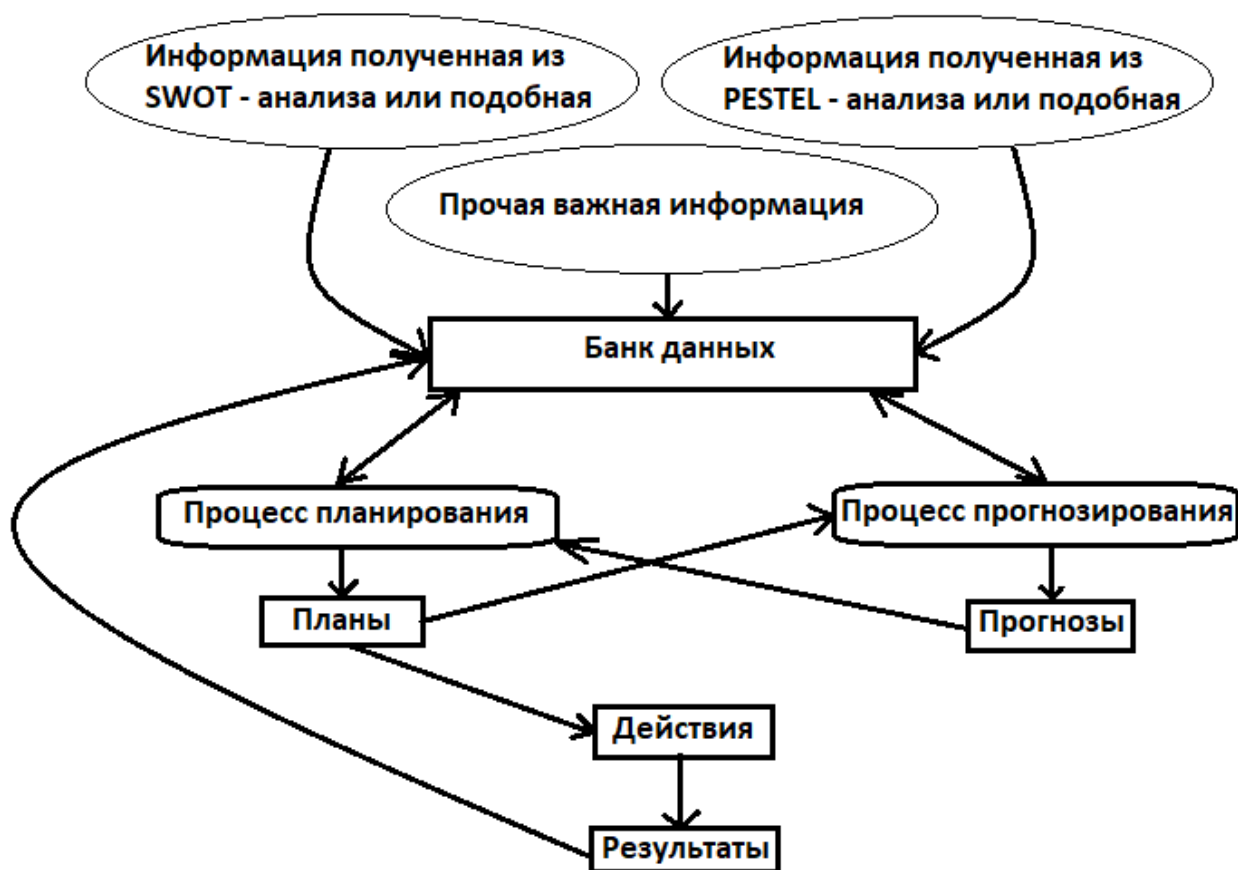 Информация полученная из
SWOT - анализа или подобная
Информация полученная из
PESTEL - анализа или подобная
Прочая важная информация
Банк данных
Процесс планирования
Процесс прогнозирования
Планы
Прогнозы
Действия
Результаты